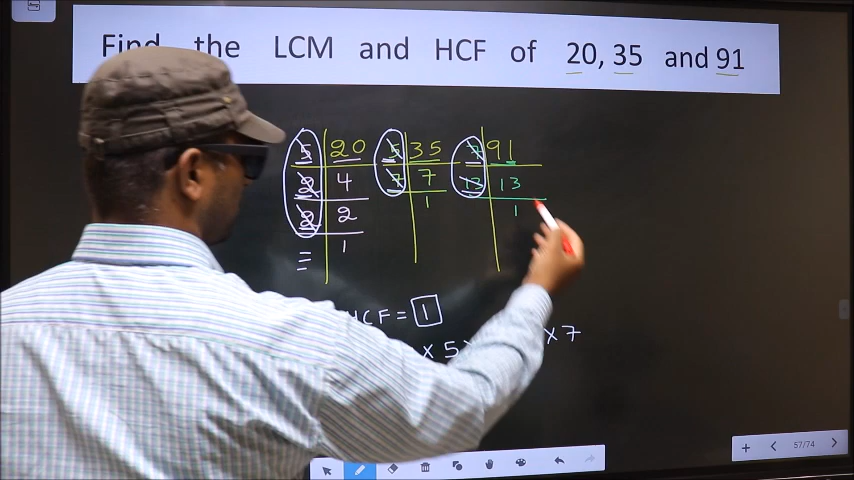 Find the LCM and HCF of 20, 35 and 91
5 20 5 35 7 91
2 4 7 7 13 13
2 2 1 1
1
HCF = 1
× 5 × 7
57/74